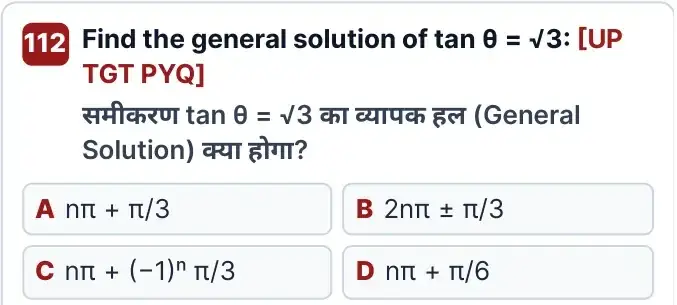 112 Find the general solution of tan θ = √3: [UP
TGT PYQ]
समीकरण tan θ = √3 का व्यापक हल (General
Solution) क्या होगा?
A nπ + π/3
B 2nπ ± π/3
C nπ + (−1)ⁿ π/3
D nπ + π/6